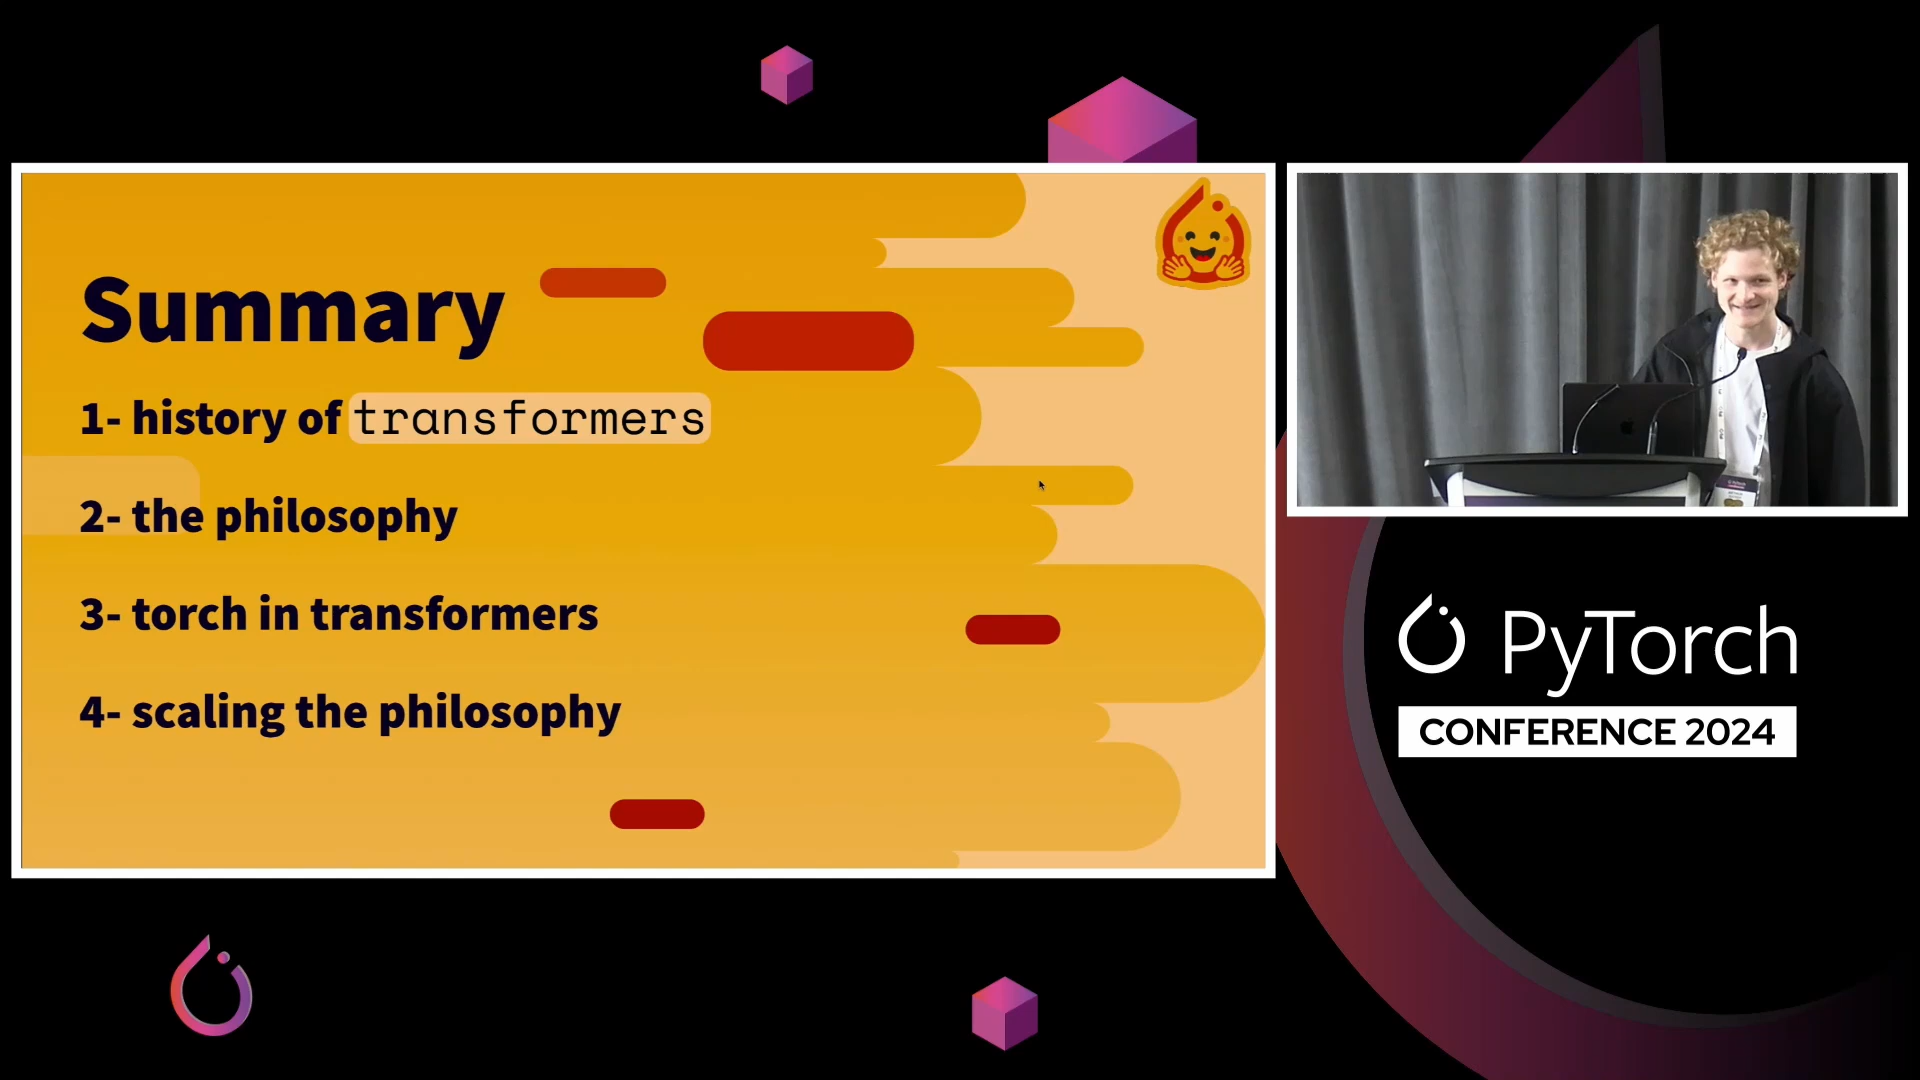 Summary
1- history of transformers
2- the philosophy
3- torch in transformers
4- scaling the philosophy
PyTorch
CONFERENCE 2024